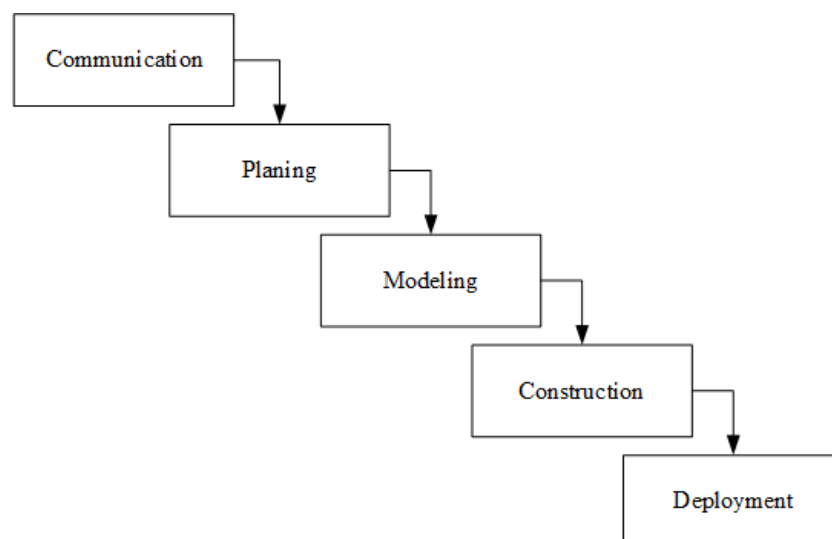 Communication
Planing
Modeling
Construction
Deployment